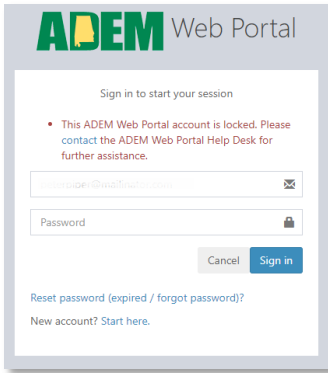 ADEM Web Portal
Sign in to start your session
This ADEM Web Portal account is locked. Please
contact the ADEM Web Portal Help Desk for
further assistance.
Password
Cancel Sign in
Reset password (expired / forgot password)?
New account? Start here.